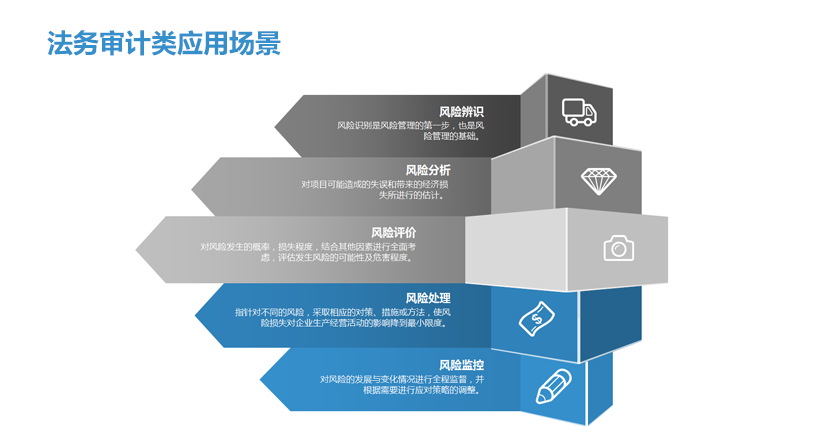 法务审计类应用场景
风险辨识
风险识别是风险管理的第一步，也是风
险管理的基础。
风险分析
对项目可能造成的失误和带来的经济损
失所进行的估计。
风险评价
对风险发生的概率，损失程度，结合其他因素进行全面考
虑，评估发生风险的可能性及危害程度。
风险处理
指针对不同的风险，采取相应的对策、措施或方法，使风
险损失对企业生产经营活动的影响降到最小限度。
风险监控
对风险的发展与变化情况进行全程监督，并
根据需要进行应对策略的调整。